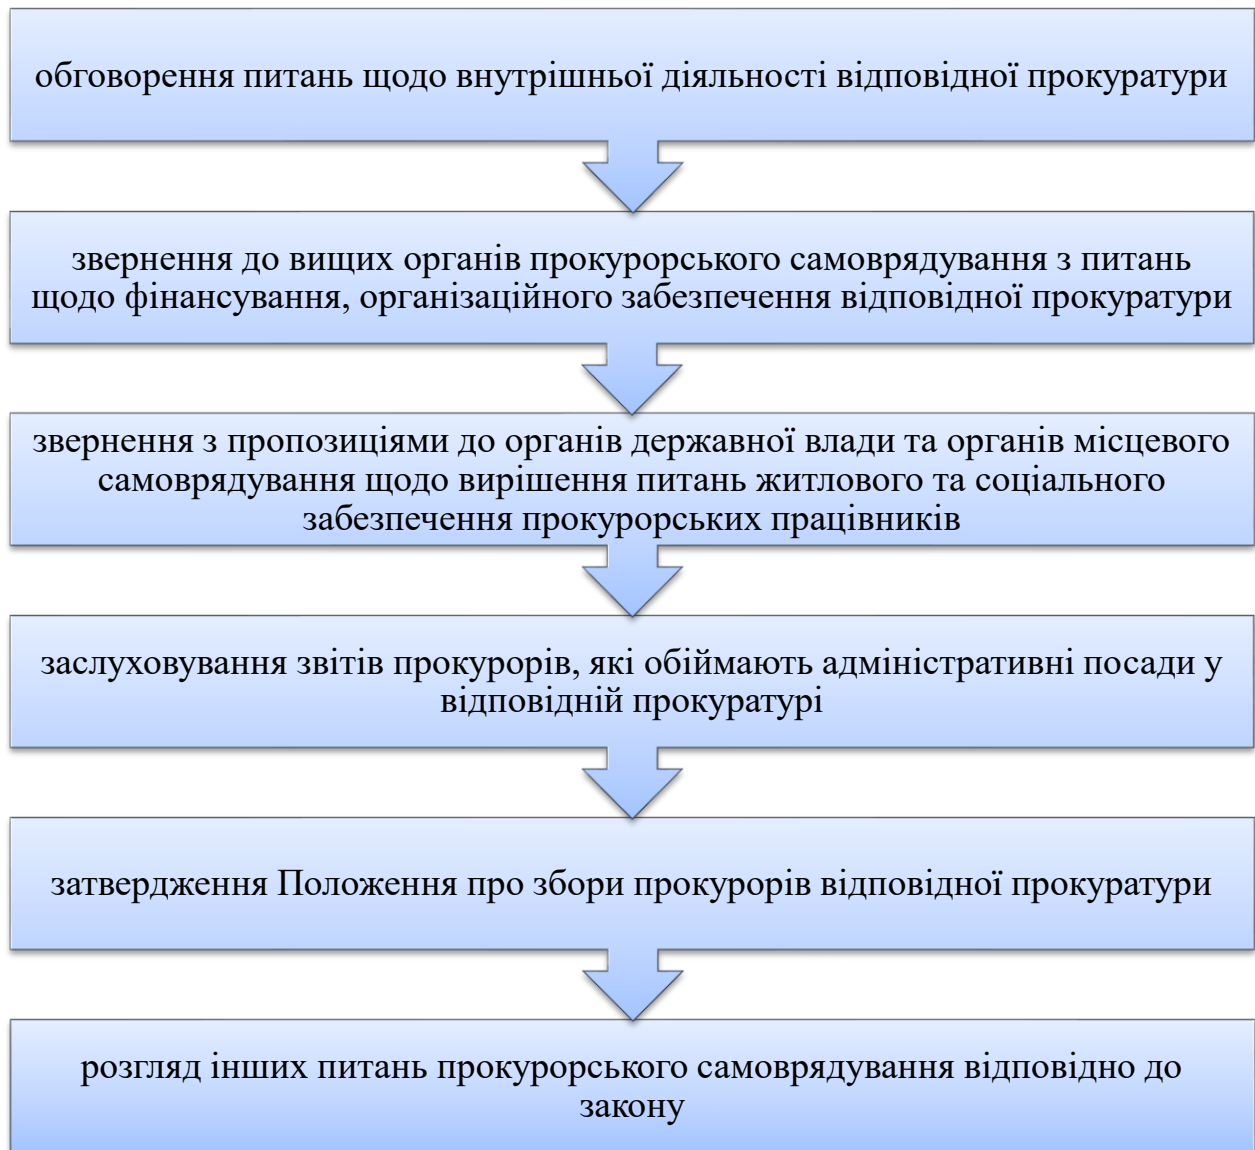 обговорення питань щодо внутрішньої діяльності відповідної прокуратури
звернення до вищих органів прокурорського самоврядування з питань
щодо фінансування, організаційного забезпечення відповідної прокуратури
звернення з пропозиціями до органів державної влади та органів місцевого
самоврядування щодо вирішення питань житлового та соціального
забезпечення прокурорських працівників
заслуховування звітів прокурорів, які обіймають адміністративні посади у
відповідній прокуратурі
затвердження Положення про збори прокурорів відповідної прокуратури
розгляд інших питань прокурорського самоврядування відповідно до
закону